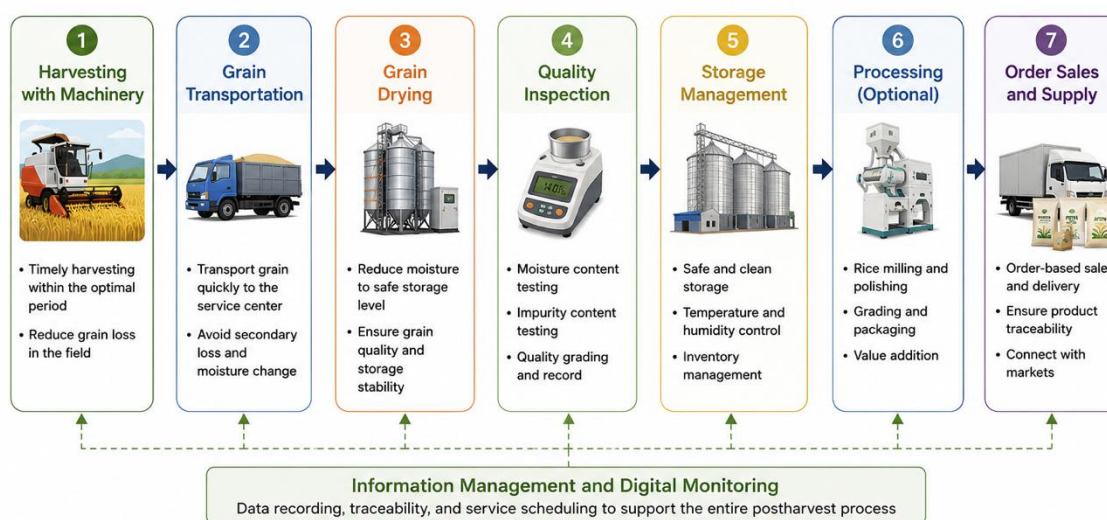 1
Harvesting
with Machinery
• Timely harvesting
within the optimal
period
• Reduce grain loss
in the field
2
Grain
Transportation
• Transport grain
quickly to the
service center
• Avoid secondary
loss and
moisture change
3
Grain
Drying
• Reduce moisture
to safe storage
level
• Ensure grain
quality and
storage
stability
4
Quality
Inspection
• Moisture content
testing
• Impurity content
testing
• Quality grading
and record
5
Storage
Management
• Safe and clean
storage
• Temperature and
humidity control
• Inventory
management
6
Processing
(Optional)
• Rice milling and
polishing
• Grading and
packaging
• Value addition
7
Order Sales
and Supply
• Order-based sale
and delivery
• Ensure product
traceability
• Connect with
markets
Information Management and Digital Monitoring
Data recording, traceability, and service scheduling to support the entire postharvest process